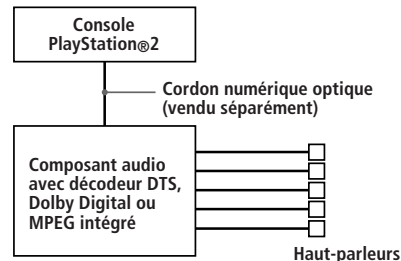 Console
PlayStation®2
Cordon numérique optique
(vendu séparément)
Composant audio
avec décodeur DTS,
Dolby Digital ou
MPEG intégré
Haut-parleurs